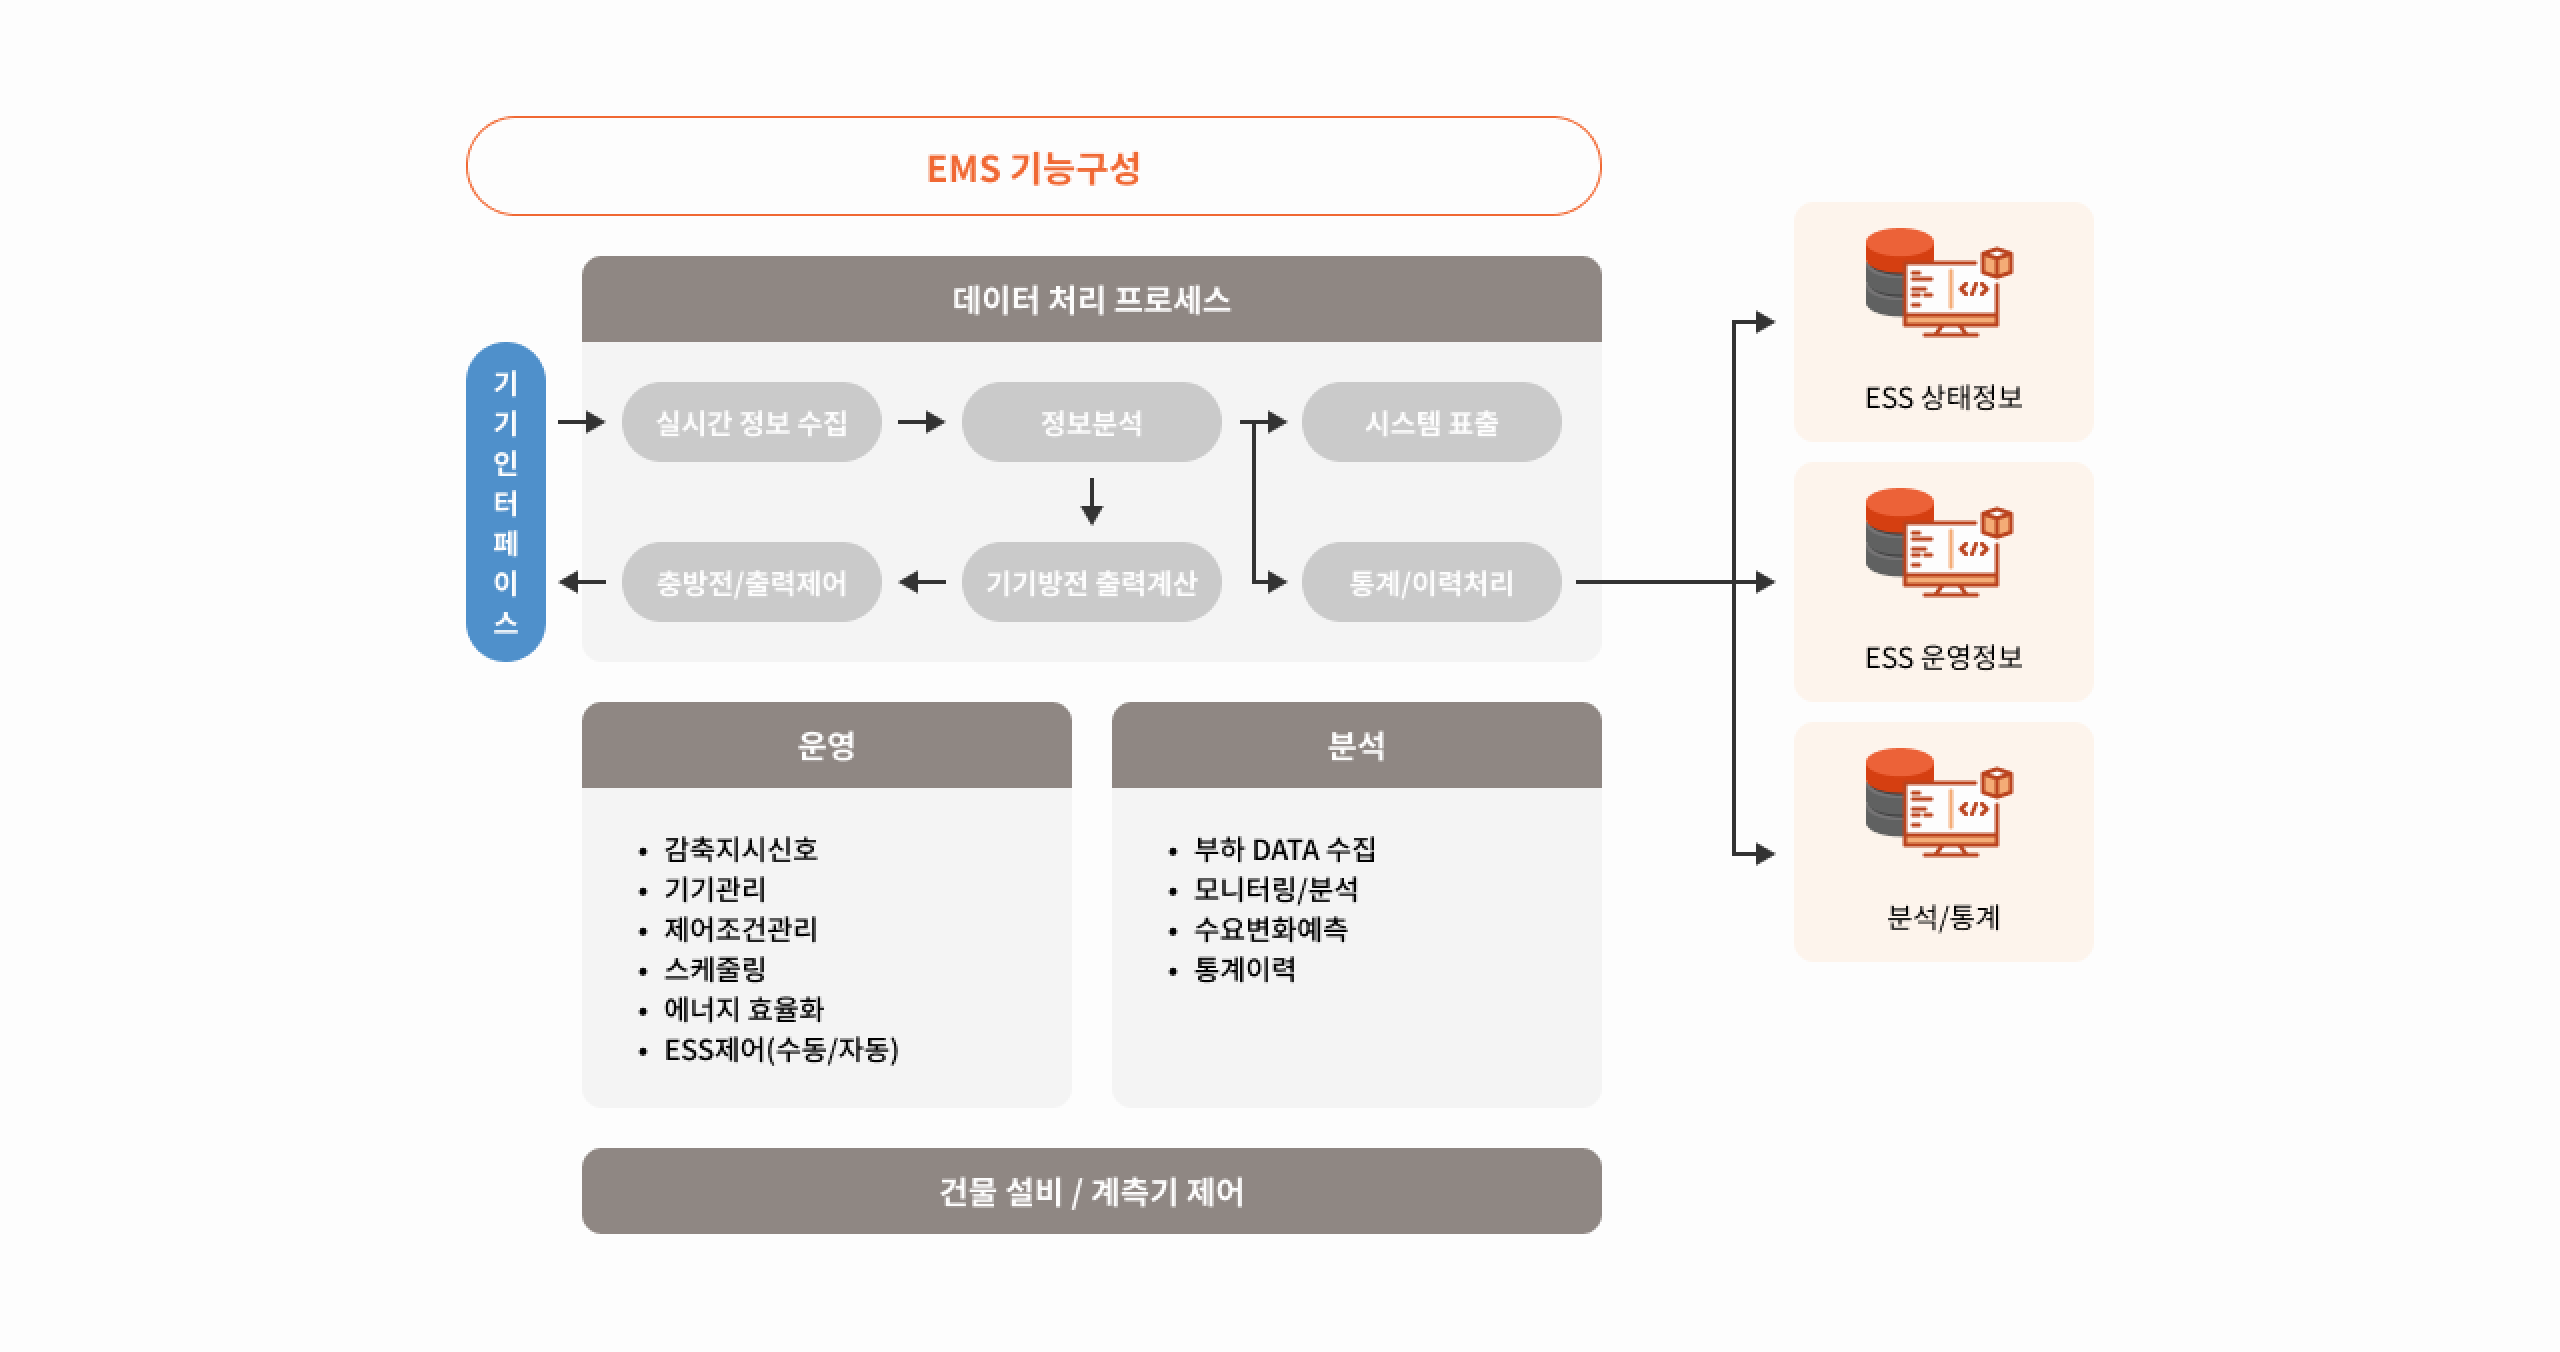 EMS 기능구성
데이터 처리 프로세스
기기인터페이스
실시간 정보 수집
정보분석
시스템 표출
충방전/출력제어
기기방전 출력계산
통계/이력처리
ESS 상태정보
ESS 운영정보
분석/통계
운영
• 감축지시신호
• 기기관리
• 제어조건관리
• 스케줄링
• 에너지 효율화
• ESS제어(수동/자동)
분석
• 부하 DATA 수집
• 모니터링/분석
• 수요변화예측
• 통계이력
건물 설비 / 계측기 제어